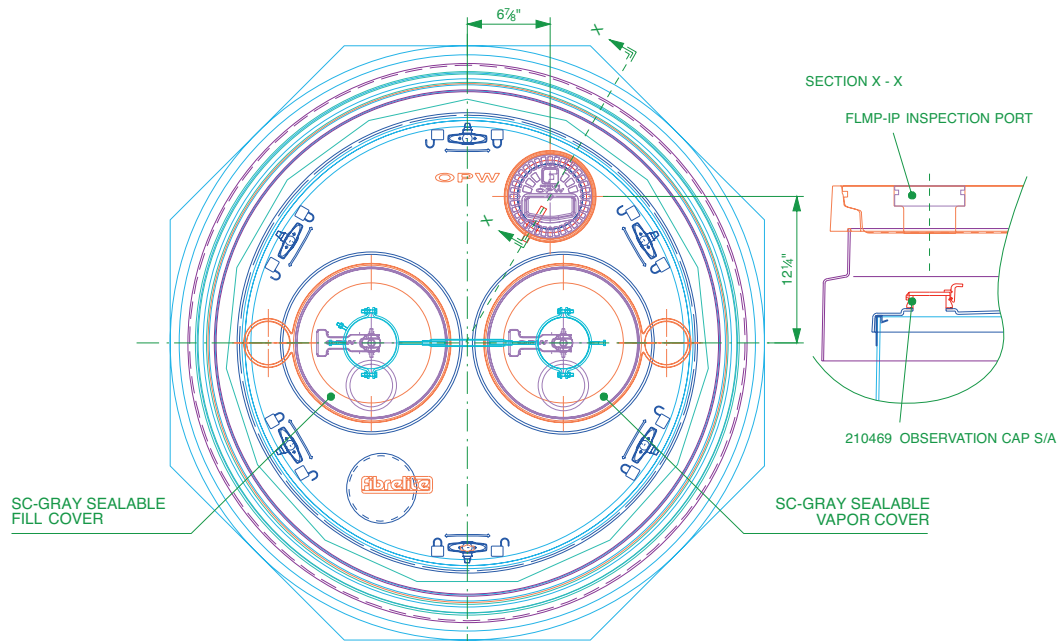 6⅞"
X
SECTION X - X
FLMP-IP INSPECTION PORT
OPW
OPW
X
12¼"
210469 OBSERVATION CAP S/A
fibrelite
SC-GRAY SEALABLE
FILL COVER
SC-GRAY SEALABLE
VAPOR COVER